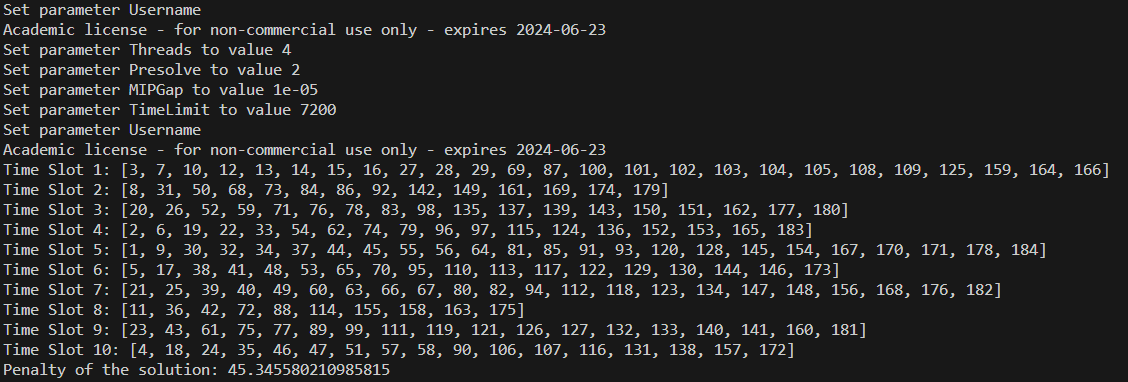 Set parameter Username
Academic license - for non-commercial use only - expires 2024-06-23
Set parameter Threads to value 4
Set parameter Presolve to value 2
Set parameter MIPGap to value 1e-05
Set parameter TimeLimit to value 7200
Set parameter Username
Academic license - for non-commercial use only - expires 2024-06-23
Time Slot 1: [3, 7, 10, 12, 13, 14, 15, 16, 27, 28, 29, 69, 87, 100, 101, 102, 103, 104, 105, 108, 109, 125, 159, 164, 166]
Time Slot 2: [8, 31, 50, 68, 73, 84, 86, 92, 142, 149, 161, 169, 174, 179]
Time Slot 3: [20, 26, 52, 59, 71, 76, 78, 83, 98, 135, 137, 139, 143, 150, 151, 162, 177, 180]
Time Slot 4: [2, 6, 19, 22, 33, 54, 62, 74, 79, 96, 97, 115, 124, 136, 152, 153, 165, 183]
Time Slot 5: [1, 9, 30, 32, 34, 37, 44, 45, 55, 56, 64, 81, 85, 91, 93, 120, 128, 145, 154, 167, 170, 171, 178, 184]
Time Slot 6: [5, 17, 38, 41, 48, 53, 65, 70, 95, 110, 113, 117, 122, 129, 130, 144, 146, 173]
Time Slot 7: [21, 25, 39, 40, 49, 60, 63, 66, 67, 80, 82, 94, 112, 118, 123, 134, 147, 148, 156, 168, 176, 182]
Time Slot 8: [11, 36, 42, 72, 88, 114, 155, 158, 163, 175]
Time Slot 9: [23, 43, 61, 75, 77, 89, 99, 111, 119, 121, 126, 127, 132, 133, 140, 141, 160, 181]
Time Slot 10: [4, 18, 24, 35, 46, 47, 51, 57, 58, 90, 106, 107, 116, 131, 138, 157, 172]
Penalty of the solution: 45.345580210985815